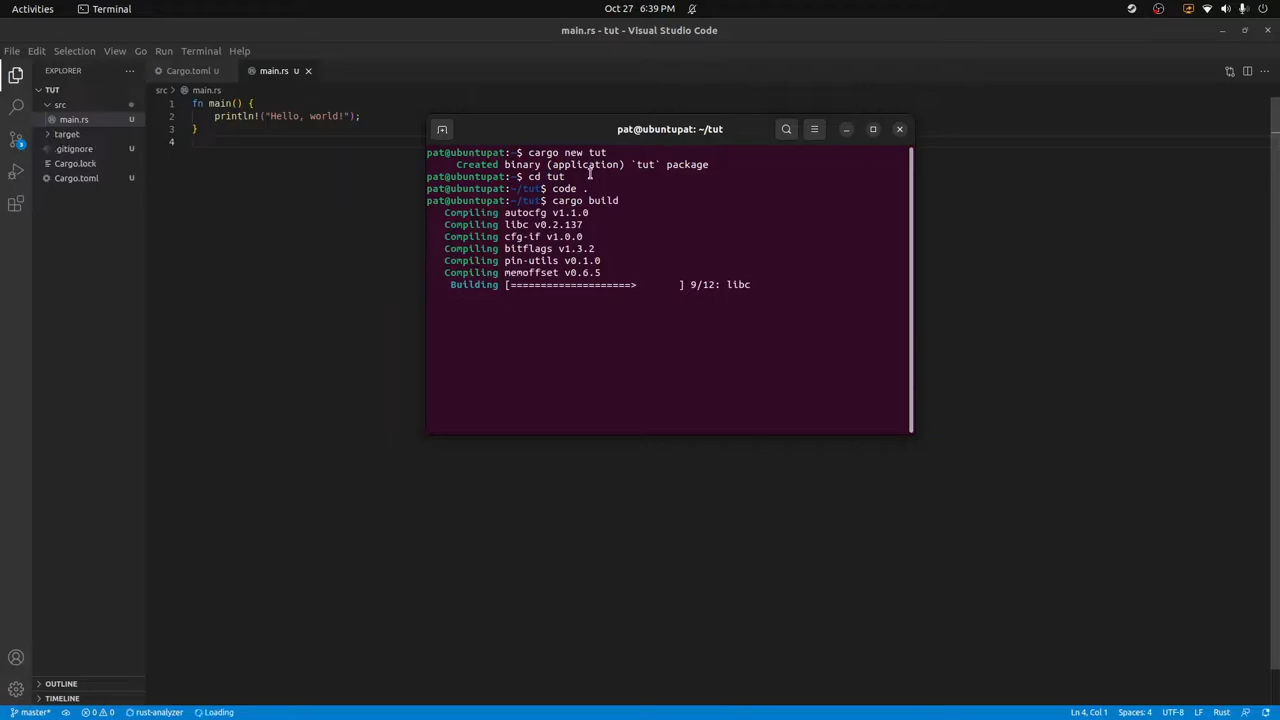 Activities Terminal Oct 27 6:39 PM
main.rs - tut - Visual Studio Code
File Edit Selection View Go Run Terminal Help
EXPLORER Cargo.toml U main.rs U
TUT src main.rs
src
main.rs U
target
.gitignore U
Cargo.lock U
Cargo.toml U
1 fn main() {
2 println!("Hello, world!");
3 }
4
3
pat@ubuntupat: ~/tut
pat@ubuntupat:~$ cargo new tut
Created binary (application) `tut` package
pat@ubuntupat:~$ cd tut
pat@ubuntupat:~/tut$ code .
pat@ubuntupat:~/tut$ cargo build
Compiling autocfg v1.1.0
Compiling libc v0.2.137
Compiling cfg-if v1.0.0
Compiling bitflags v1.3.2
Compiling pin-utils v0.1.0
Compiling memoffset v0.6.5
Building [====================> ] 9/12: libc
OUTLINE
TIMELINE
master* 0 0 rust-analyzer Loading Ln 4, Col 1 Spaces: 4 UTF-8 LF Rust